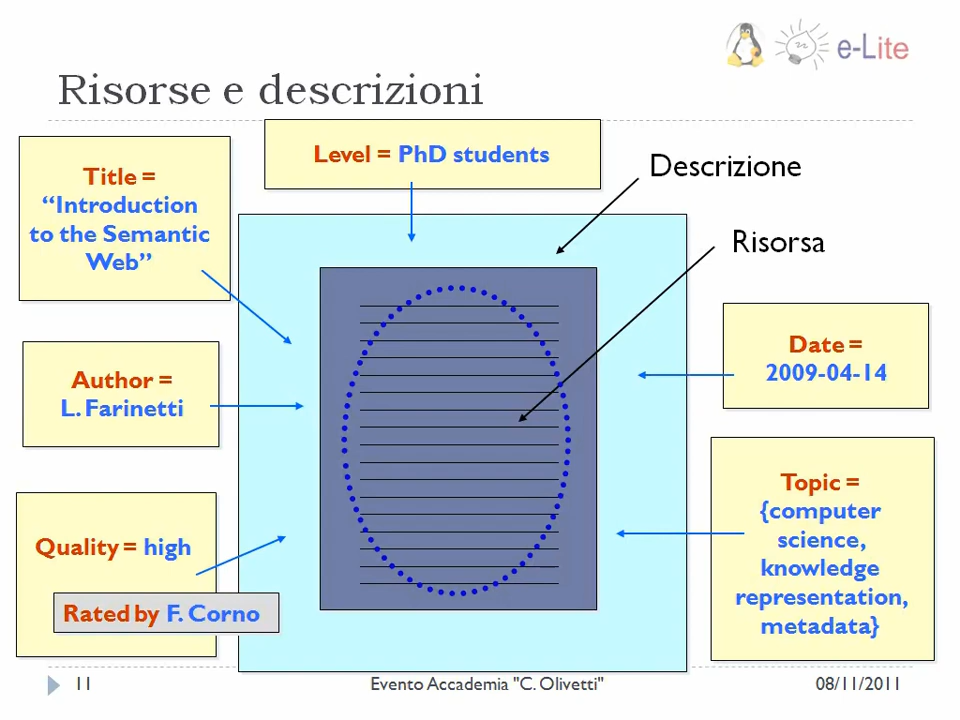 e-Lite
Risorse e descrizioni
Level = PhD students
Title =
“Introduction
to the Semantic
Web”
Descrizione
Risorsa
Date =
2009-04-14
Author =
L. Farinetti
Topic =
{computer
science,
knowledge
representation,
metadata}
Quality = high
Rated by F. Corno
11
Evento Accademia "C. Olivetti"
08/11/2011